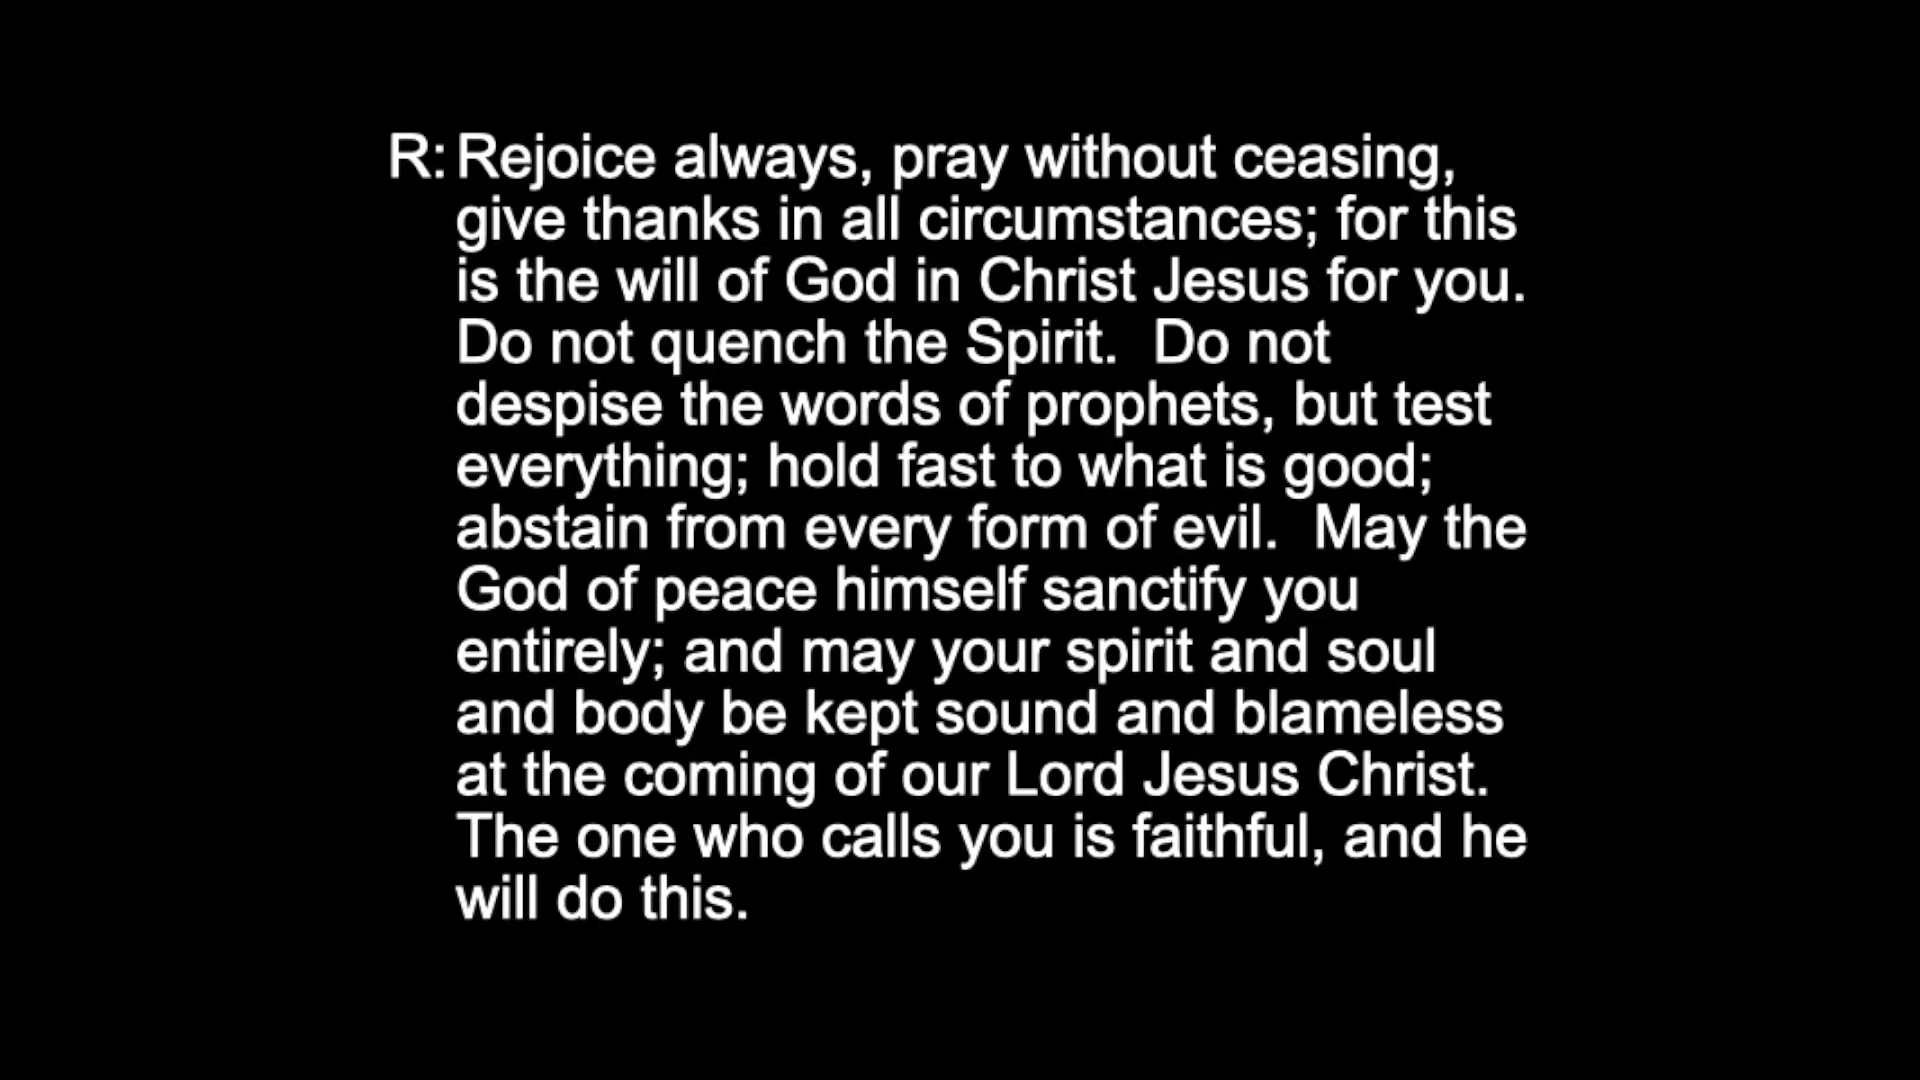 R: Rejoice always, pray without ceasing,
give thanks in all circumstances; for this
is the will of God in Christ Jesus for you.
Do not quench the Spirit.  Do not
despise the words of prophets, but test
everything; hold fast to what is good;
abstain from every form of evil.  May the
God of peace himself sanctify you
entirely; and may your spirit and soul
and body be kept sound and blameless
at the coming of our Lord Jesus Christ.
The one who calls you is faithful, and he
will do this.